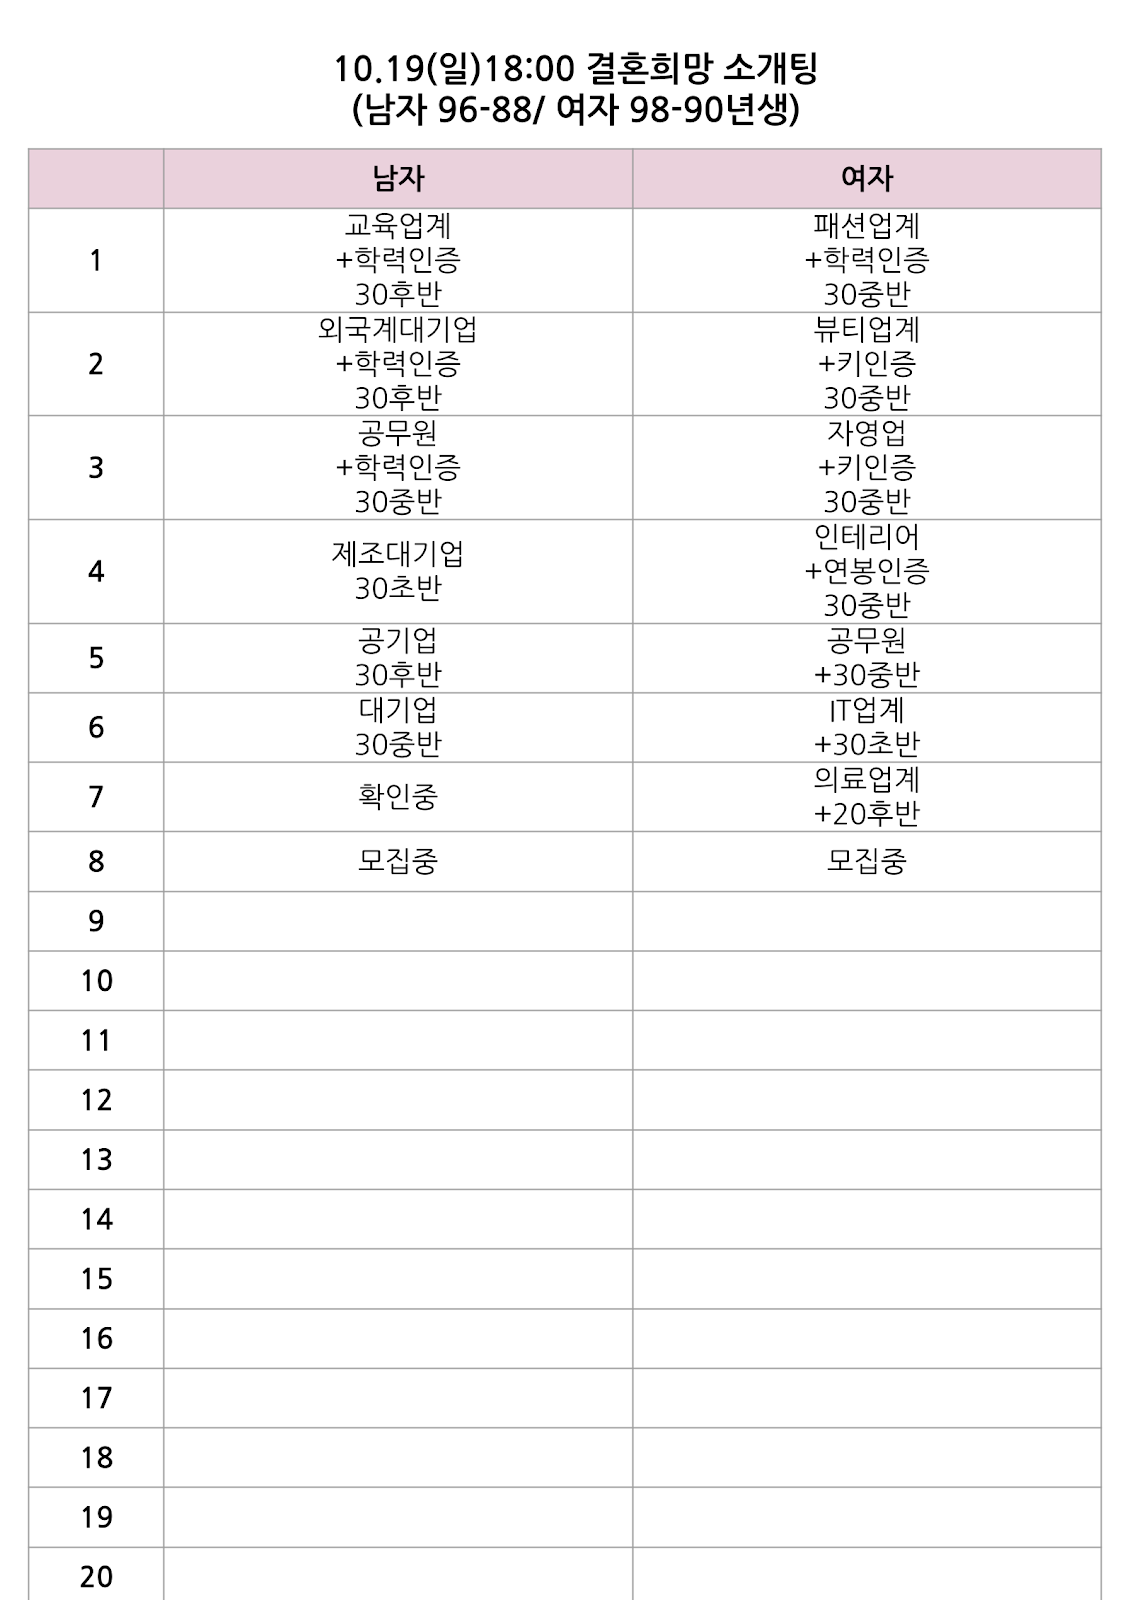 10.19(일)18:00 결혼희망 소개팅
(남자 96-88/ 여자 98-90년생)
남자 여자
1
교육업계
+학력인증
30후반
패션업계
+학력인증
30중반
2
외국계대기업
+학력인증
30후반
뷰티업계
+키인증
30중반
3
공무원
+학력인증
30중반
자영업
+키인증
30중반
4
제조대기업
30초반
인테리어
+연봉인증
30중반
5
공기업
30후반
공무원
+30중반
6
대기업
30중반
IT업계
+30초반
7
확인중
의료업계
+20후반
8
모집중
모집중
9
10
11
12
13
14
15
16
17
18
19
20